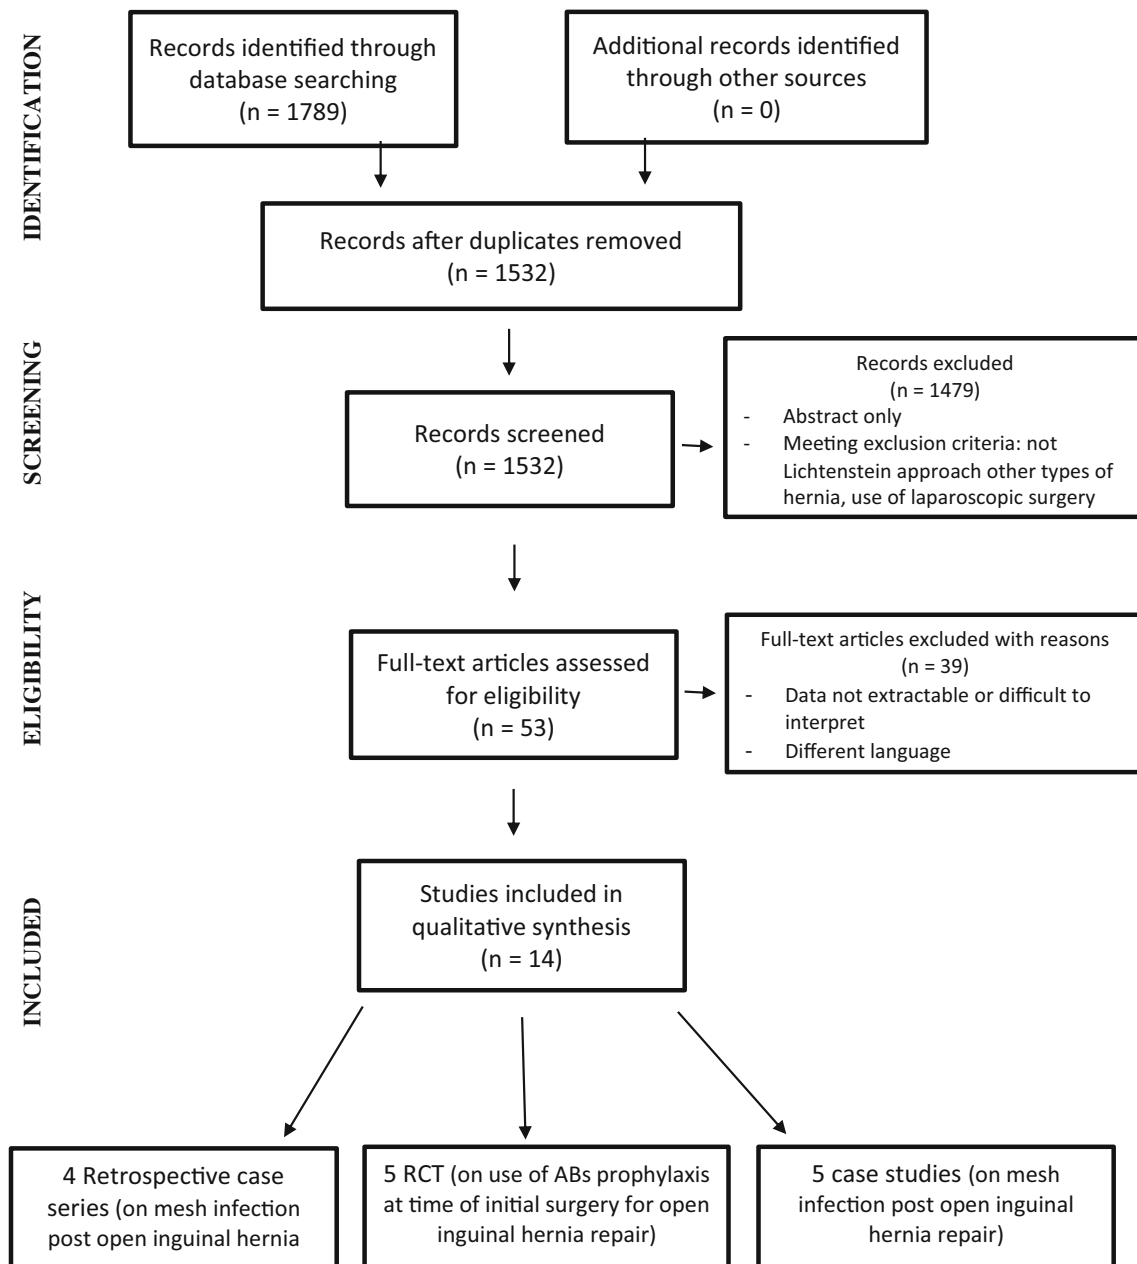 IDENTIFICATION
Records identified through
database searching
(n = 1789)
Additional records identified
through other sources
(n = 0)
Records after duplicates removed
(n = 1532)
SCREENING
Records screened
(n = 1532)
Records excluded
(n = 1479)
- Abstract only
- Meeting exclusion criteria: not
Lichtenstein approach other types of
hernia, use of laparoscopic surgery
ELIGIBILITY
Full-text articles assessed
for eligibility
(n = 53)
Full-text articles excluded with reasons
(n = 39)
- Data not extractable or difficult to
interpret
- Different language
INCLUDED
Studies included in
qualitative synthesis
(n = 14)
4 Retrospective case
series (on mesh infection
post open inguinal hernia
5 RCT (on use of ABs prophylaxis
at time of initial surgery for open
inguinal hernia repair)
5 case studies (on mesh
infection post open inguinal
hernia repair)